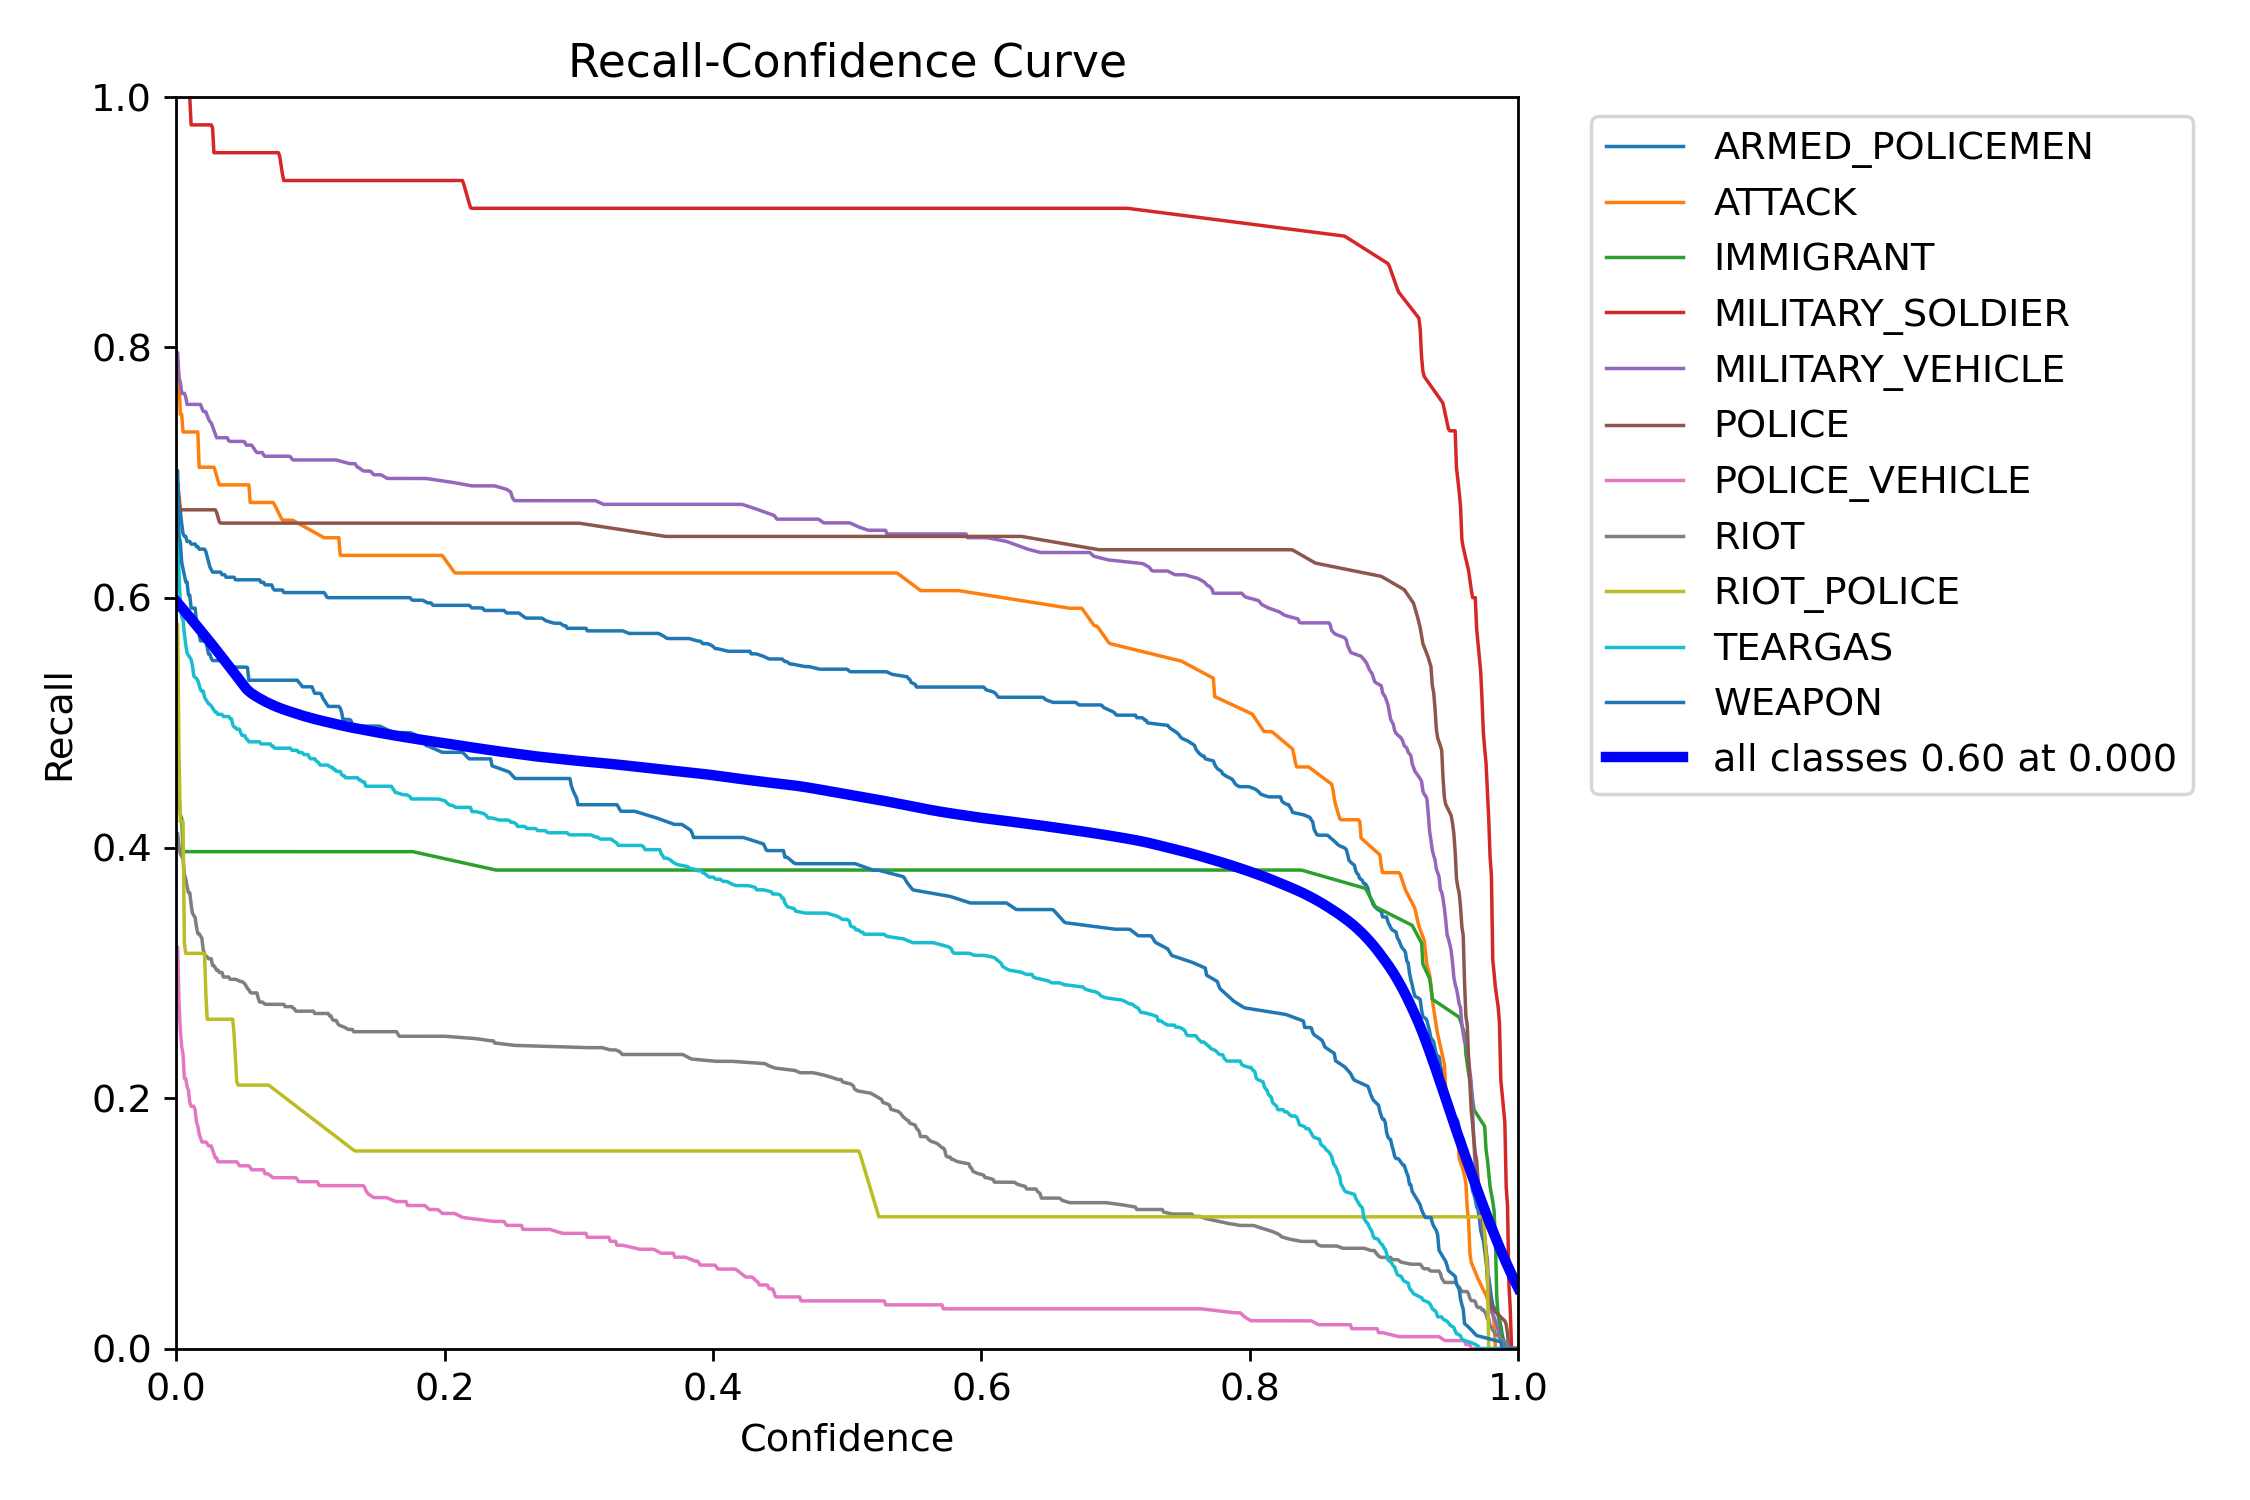 Recall-Confidence Curve
1.0
0.8
0.6
0.4
0.2
0.0
Recall
0.0 0.2 0.4 0.6 0.8 1.0
Confidence
ARMED_POLICEMEN
ATTACK
IMMIGRANT
MILITARY_SOLDIER
MILITARY_VEHICLE
POLICE
POLICE_VEHICLE
RIOT
RIOT_POLICE
TEARGAS
WEAPON
all classes 0.60 at 0.000